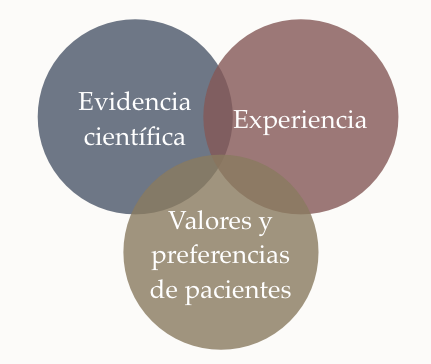 Evidencia
científica
Experiencia
Valores y
preferencias
de pacientes